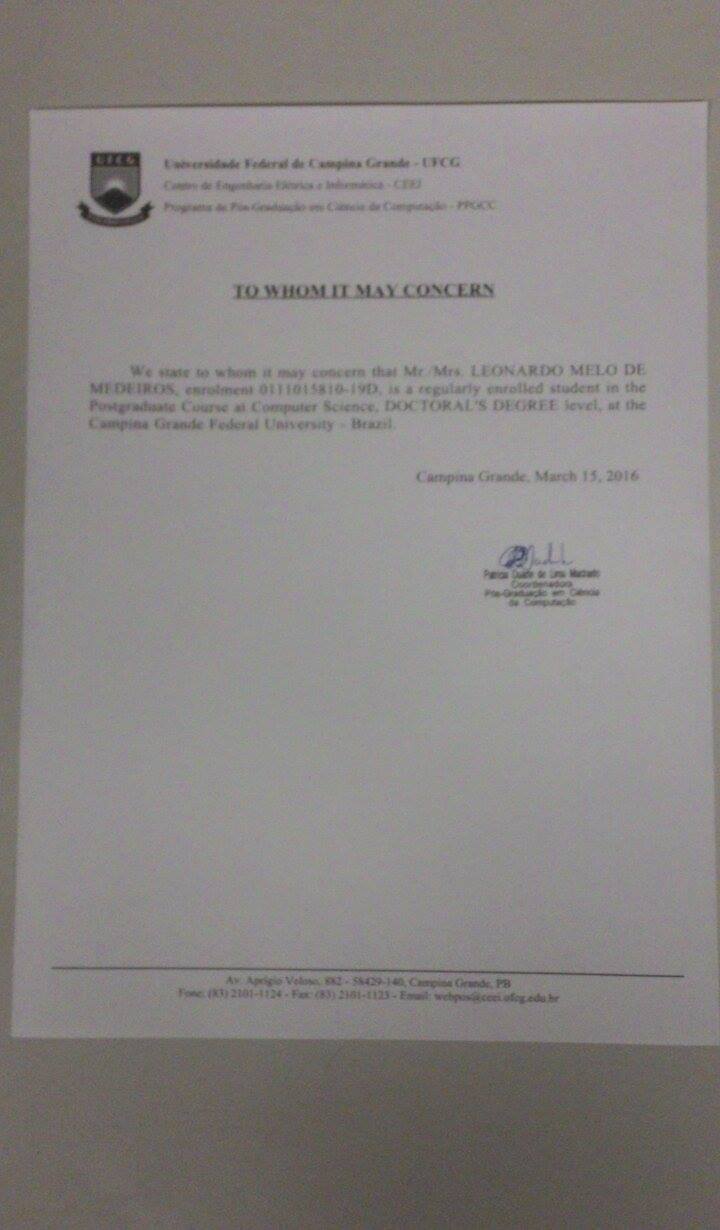 UFCG
Universidade Federal de Campina Grande - UFCG
Centro de Engenharia Elétrica e Informática - CEEI
Programa de Pós-Graduação em Ciência da Computação - PPGCC
TO WHOM IT MAY CONCERN
We state to whom it may concern that Mr./Mrs. LEONARDO MELO DE
MEDEIROS, enrolment 0111015810-19D, is a regularly enrolled student in the
Postgraduate Course at Computer Science, DOCTORAL'S DEGREE level, at the
Campina Grande Federal University - Brazil.
Campina Grande, March 15, 2016
Patrícia Duarte de Lima Machado
Coordenadora
Pós-Graduação em Ciência
da Computação
Av. Aprígio Veloso, 882 - 58429-140, Campina Grande, PB
Fone: (83) 2101-1124 - Fax: (83) 2101-1123 - Email: webpos@ceei.ufcg.edu.br